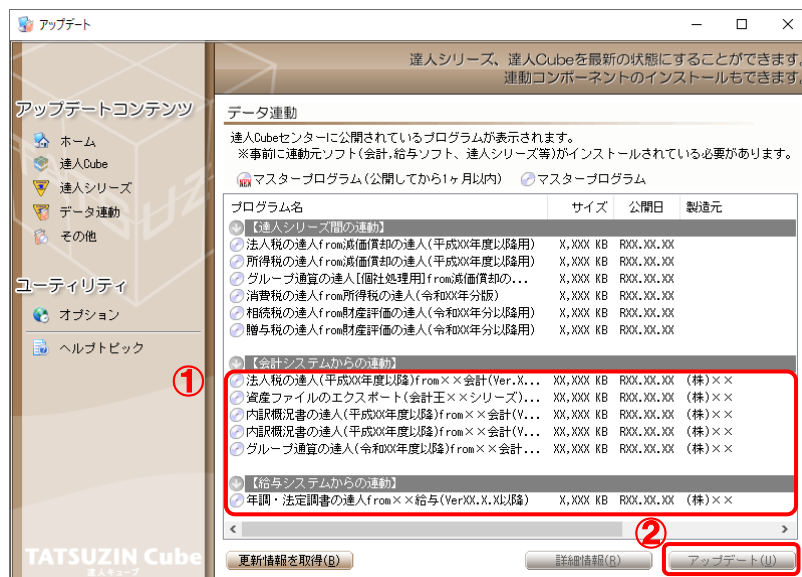 アップデート
達人シリーズ、達人Cubeを最新の状態にすることができます。
連動コンポーネントのインストールもできます。
アップデートコンテンツ
ホーム
達人Cube
達人シリーズ
データ連動
その他
ユーティリティ
オプション
ヘルプトピック
TATSUZIN Cube
達人キューブ
データ連動
達人Cubeセンターに公開されているプログラムが表示されます。
※事前に連動元ソフト(会計,給与ソフト、達人シリーズ等)がインストールされている必要があります。
マスタープログラム(公開してから1ヶ月以内) マスタープログラム
プログラム名 サイズ 公開日 製造元
【達人シリーズ間の連動】
法人税の達人from減価償却の達人(平成XX年度以降用) X,XXX KB RXX.XX.XX
所得税の達人from減価償却の達人(平成XX年度以降用) X,XXX KB RXX.XX.XX
グループ通算の達人[個社処理用]from減価償却の... X,XXX KB RXX.XX.XX
消費税の達人from所得税の達人(令和XX年分版) X,XXX KB RXX.XX.XX
相続税の達人from財産評価の達人(令和XX年分以降用) X,XXX KB RXX.XX.XX
贈与税の達人from財産評価の達人(令和XX年分以降用) X,XXX KB RXX.XX.XX
【会計システムからの連動】
①
法人税の達人(平成XX年度以降)from××会計(Ver.X... XX,XXX KB RXX.XX.XX (株)××
資産ファイルのエクスポート(会計王××シリーズ)... XX,XXX KB RXX.XX.XX (株)××
内訳概況書の達人(平成XX年度以降)from××会計(V... XX,XXX KB RXX.XX.XX (株)××
内訳概況書の達人(平成XX年度以降)from××会計(V... XX,XXX KB RXX.XX.XX (株)××
グループ通算の達人(令和XX年度以降)from××会計... XX,XXX KB RXX.XX.XX (株)××
【給与システムからの連動】
年調・法定調書の達人from××給与(VerXX.X.X以降) X,XXX KB RXX.XX.XX (株)××
②
更新情報を取得(B) 詳細情報(R) アップデート(U)